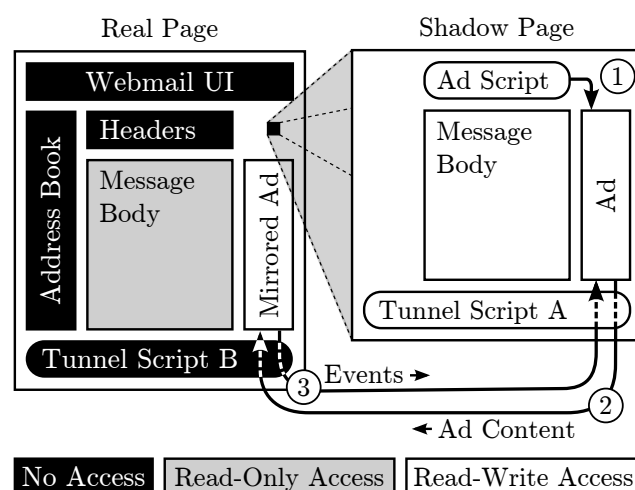 Real Page
Shadow Page
Webmail UI
Ad Script
1
Address Book
Headers
Message
Body
Mirrored Ad
Message
Body
Ad
Tunnel Script A
Tunnel Script B
3
Events
2
Ad Content
No Access
Read-Only Access
Read-Write Access